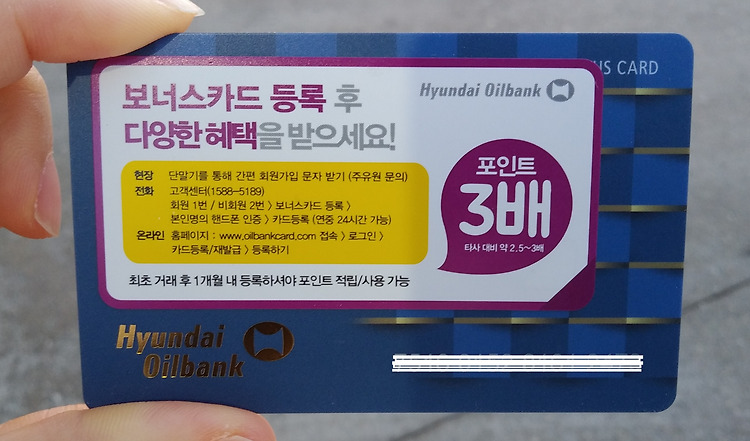 US CARD
보너스카드 등록 후
다양한 혜택을 받으세요!
Hyundai Oilbank
포인트
3배
타사 대비 약 2.5~3배
현장 단말기를 통해 간편 회원가입 문자 받기 (주유원 문의)
전화 고객센터(1588-5189)
회원 1번 / 비회원 2번 > 보너스카드 등록 >
본인명의 핸드폰 인증 > 카드등록 (연중 24시간 가능)
온라인 홈페이지 : www.oilbankcard.com 접속 > 로그인 >
카드등록/재발급 > 등록하기
최초 거래 후 1개월 내 등록하셔야 포인트 적립/사용 가능
Hyundai
Oilbank